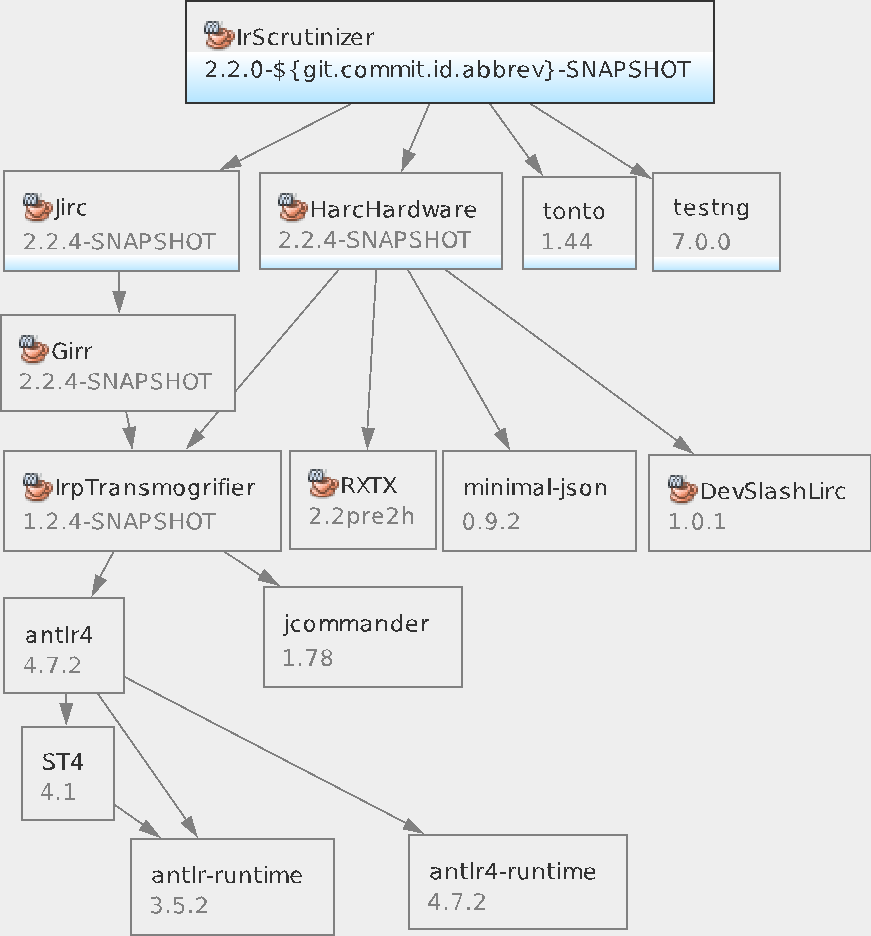 IrScrutinizer
2.2.0-${git.commit.id.abbrev}-SNAPSHOT
Jirc
2.2.4-SNAPSHOT
HarcHardware
2.2.4-SNAPSHOT
tonto
1.44
testng
7.0.0
Girr
2.2.4-SNAPSHOT
IrpTransmogrifier
1.2.4-SNAPSHOT
RXTX
2.2pre2h
minimal-json
0.9.2
DevSlashLirc
1.0.1
antlr4
4.7.2
jcommander
1.78
ST4
4.1
antlr-runtime
3.5.2
antlr4-runtime
4.7.2